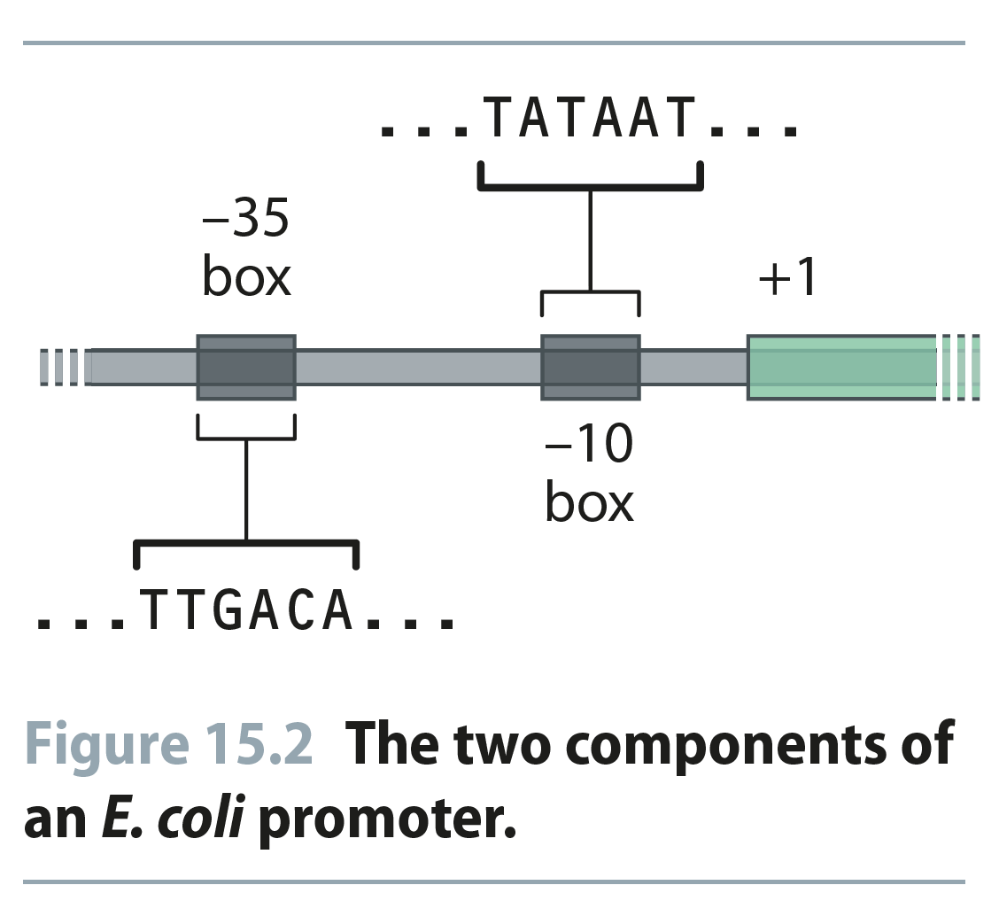 ...TATAAT...
–35
box
+1
–10
box
...TTGACA...
Figure 15.2 The two components of
an E. coli promoter.